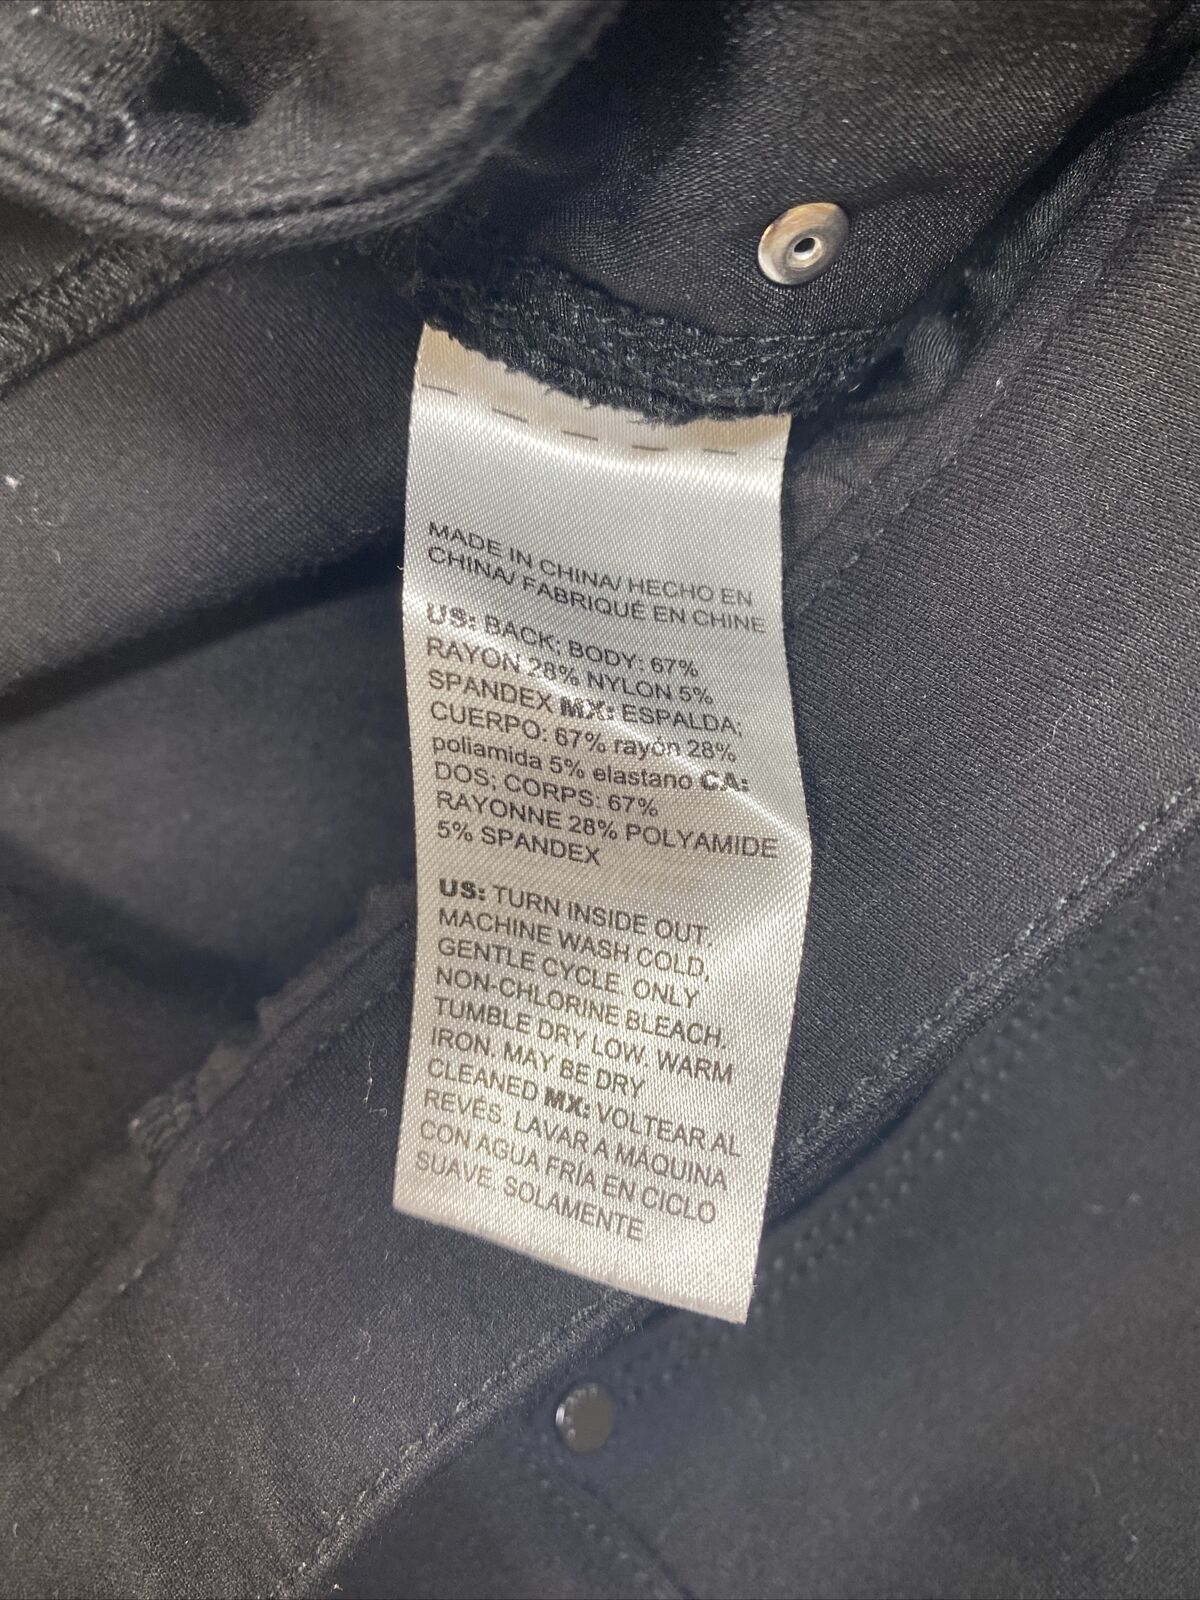 MADE IN CHINA/ HECHO EN
CHINA/ FABRIQUÉ EN CHINE
US: BACK; BODY: 67%
RAYON 28% NYLON 5%
SPANDEX MX: ESPALDA;
CUERPO: 67% rayón 28%
poliamida 5% elastano CA:
DOS; CORPS: 67%
RAYONNE 28% POLYAMIDE
5% SPANDEX
US: TURN INSIDE OUT.
MACHINE WASH COLD,
GENTLE CYCLE. ONLY
NON-CHLORINE BLEACH.
TUMBLE DRY LOW. WARM
IRON. MAY BE DRY
CLEANED MX: VOLTEAR AL
REVÉS. LAVAR A MÁQUINA
CON AGUA FRÍA EN CICLO
SUAVE. SOLAMENTE